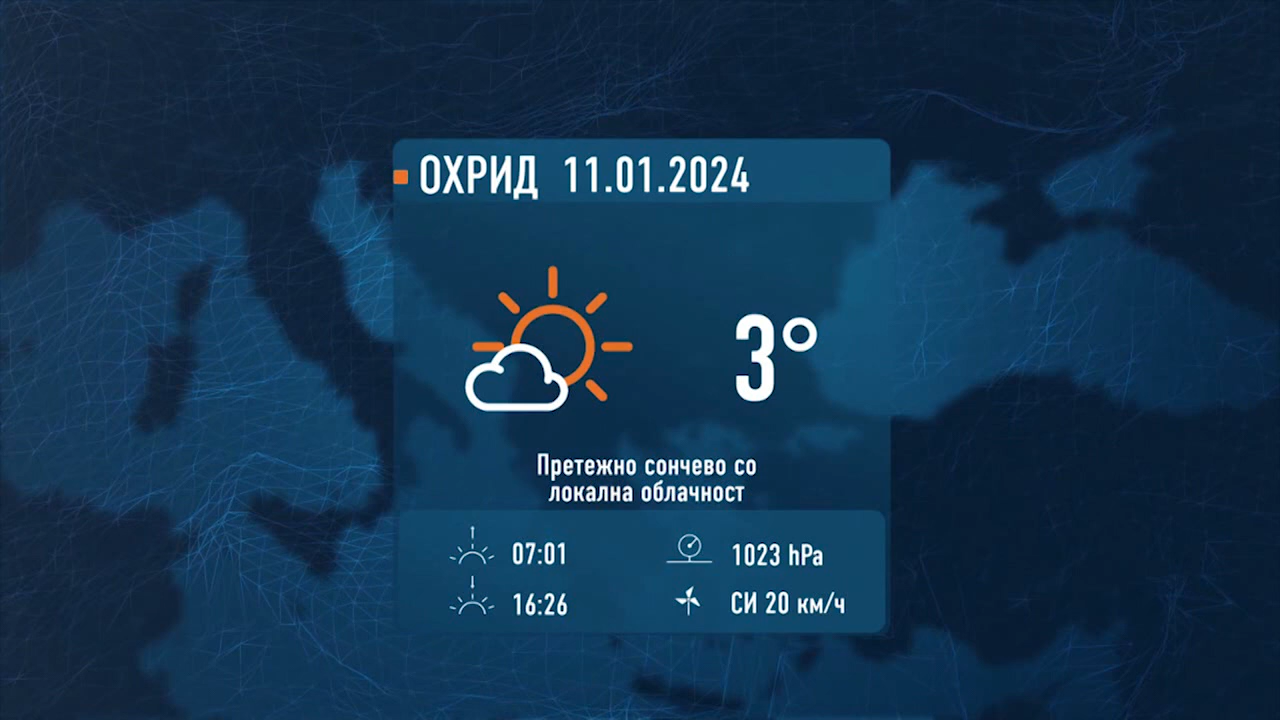 ОХРИД 11.01.2024
3°
Претежно сончево со
локална облачност
07:01
1023 hPa
16:26
СИ 20 км/ч